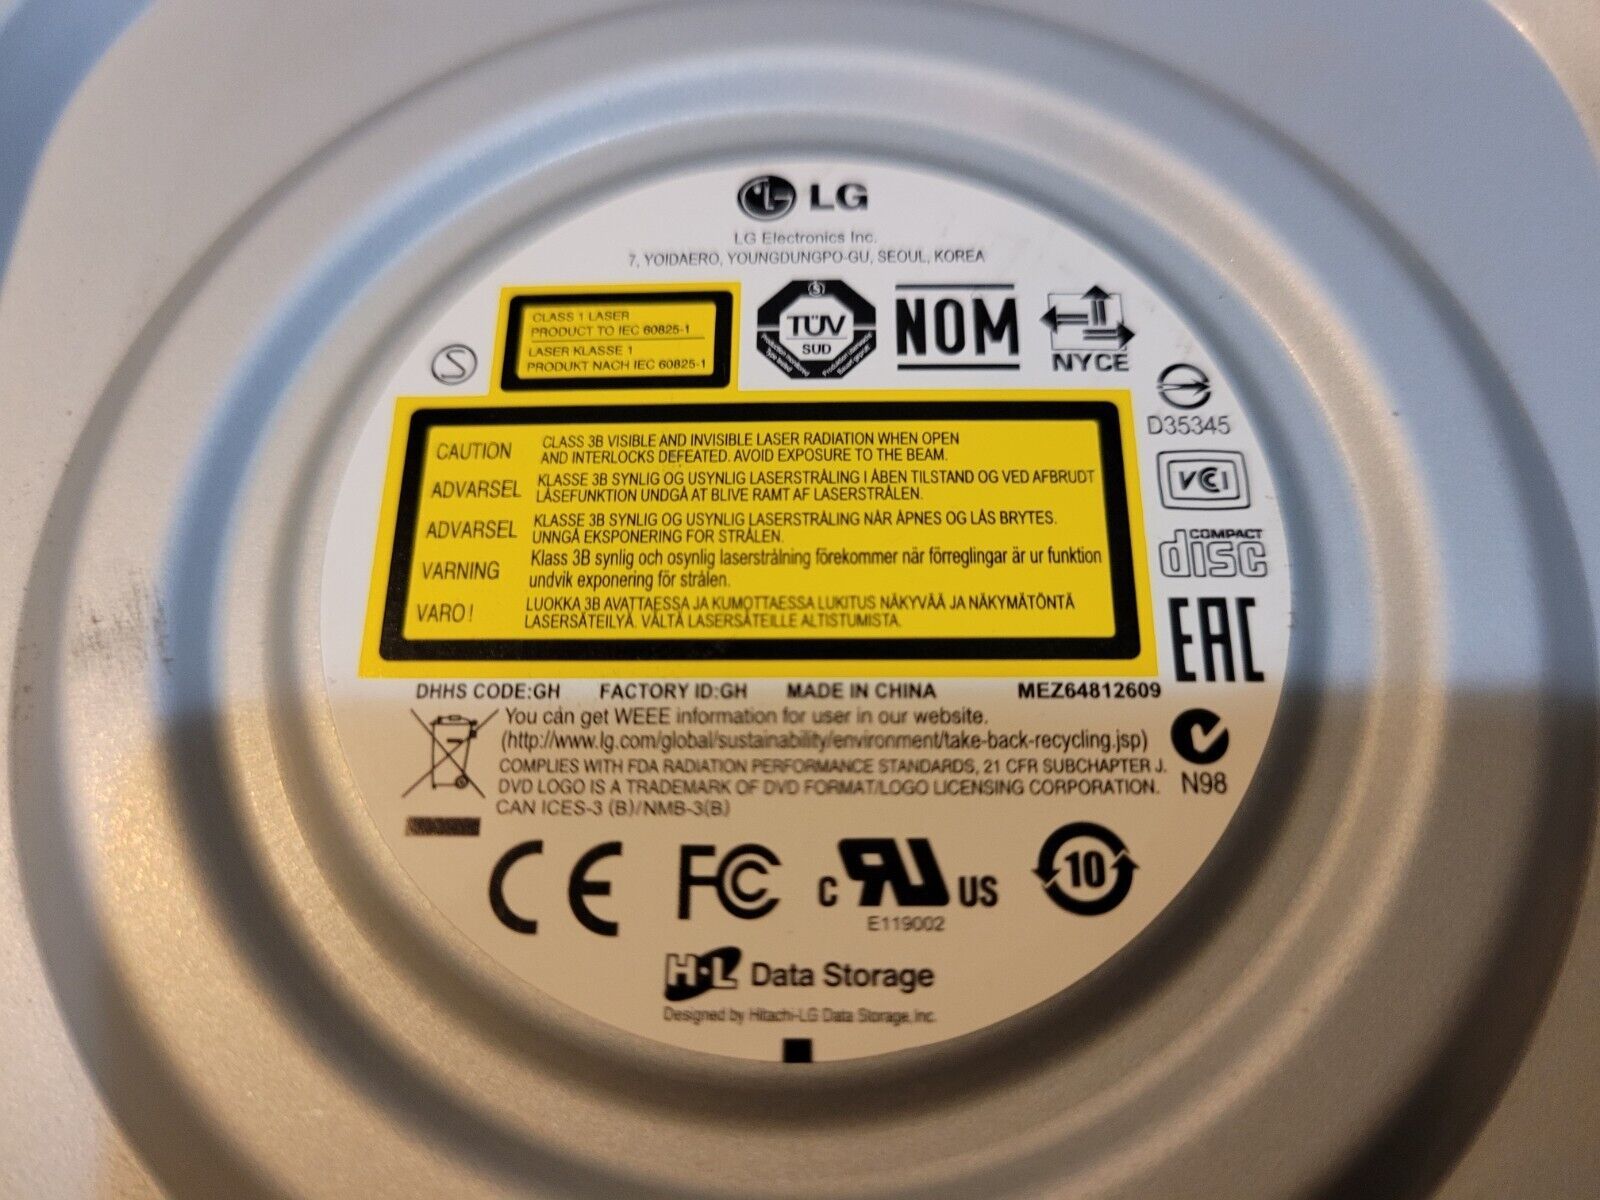 LG
LG Electronics Inc.
7, YOIDAERO, YOUNGDUNGPO-GU, SEOUL, KOREA
CLASS 1 LASER
PRODUCT TO IEC 60825-1
LASER KLASSE 1
PRODUKT NACH IEC 60825-1
S
TÜV
SÜD
NOM
NYCE
D35345
VCCI
COMPACT
disc
EAC
CAUTION CLASS 3B VISIBLE AND INVISIBLE LASER RADIATION WHEN OPEN
AND INTERLOCKS DEFEATED. AVOID EXPOSURE TO THE BEAM.
ADVARSEL KLASSE 3B SYNLIG OG USYNLIG LASERSTRÅLING I ÅBEN TILSTAND OG VED AFBRUDT
LÅSEFUNKTION UNDGÅ AT BLIVE RAMT AF LASERSTRÅLEN.
ADVARSEL KLASSE 3B SYNLIG OG USYNLIG LASERSTRÅLING NÅR ÅPNES OG LÅS BRYTES.
UNNGÅ EKSPONERING FOR STRÅLEN.
VARNING Klass 3B synlig och osynlig laserstrålning förekommer när förreglingar är ur funktion
undvik exponering för strålen.
VARO! LUOKKA 3B AVATTAESSA JA KUMOTTAESSA LUKITUS NÄKYVÄÄ JA NÄKYMÄTÖNTÄ
LASERSÄTEILYÄ. VÄLTÄ LASERSÄTEILLE ALTISTUMISTA.
DHHS CODE:GH FACTORY ID:GH MADE IN CHINA MEZ64812609
You can get WEEE information for user in our website.
(http://www.lg.com/global/sustainability/environment/take-back-recycling.jsp)
COMPLIES WITH FDA RADIATION PERFORMANCE STANDARDS, 21 CFR SUBCHAPTER J.
DVD LOGO IS A TRADEMARK OF DVD FORMAT/LOGO LICENSING CORPORATION.
CAN ICES-3 (B)/NMB-3(B)
N98
CE
FC
c RU US
E119002
10
H·L Data Storage
Designed by Hitachi-LG Data Storage, Inc.